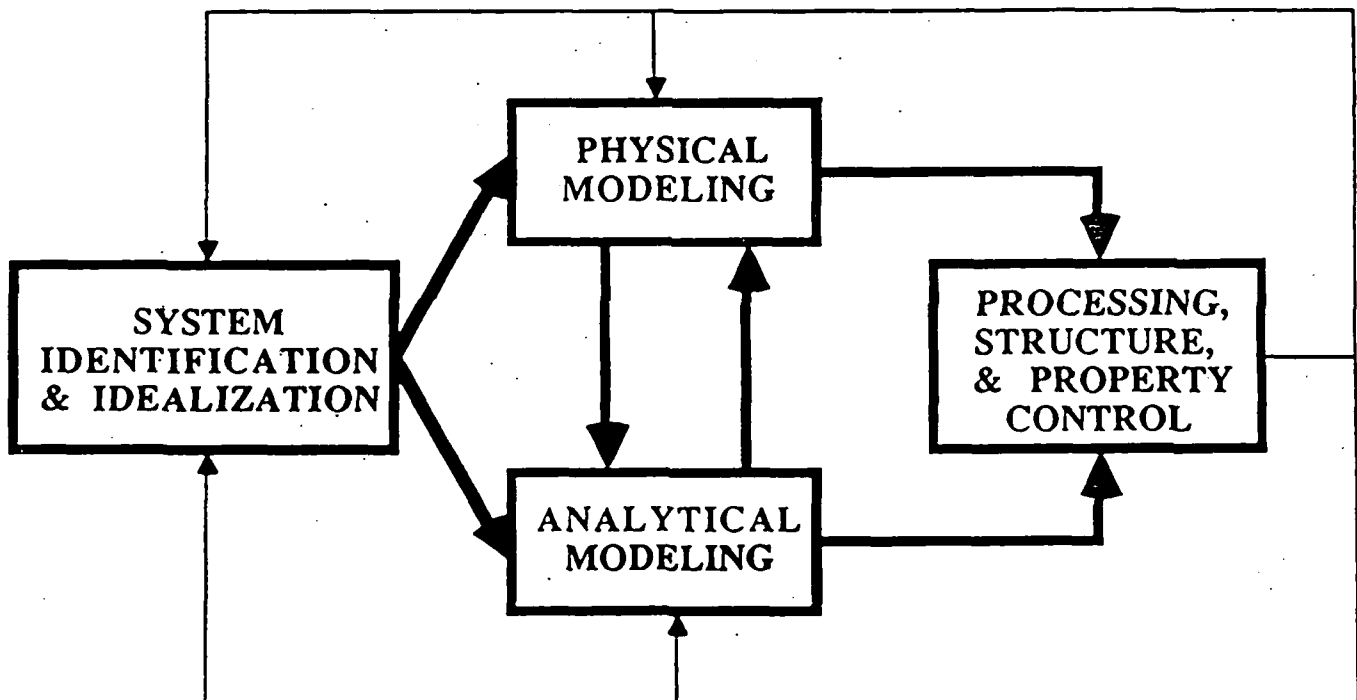 PHYSICAL
MODELING
SYSTEM
IDENTIFICATION
& IDEALIZATION
PROCESSING,
STRUCTURE,
& PROPERTY
CONTROL
ANALYTICAL
MODELING